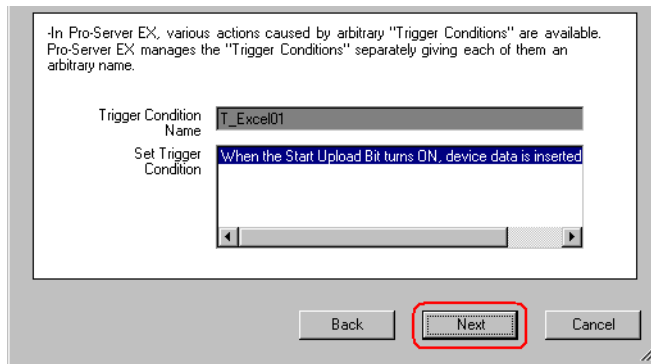 -In Pro-Server EX, various actions caused by arbitrary "Trigger Conditions" are available.
Pro-Server EX manages the "Trigger Conditions" separately giving each of them an
arbitrary name.
Trigger Condition
Name
T_Excel01
Set Trigger
Condition
When the Start Upload Bit turns ON, device data is inserted
Back
Next
Cancel